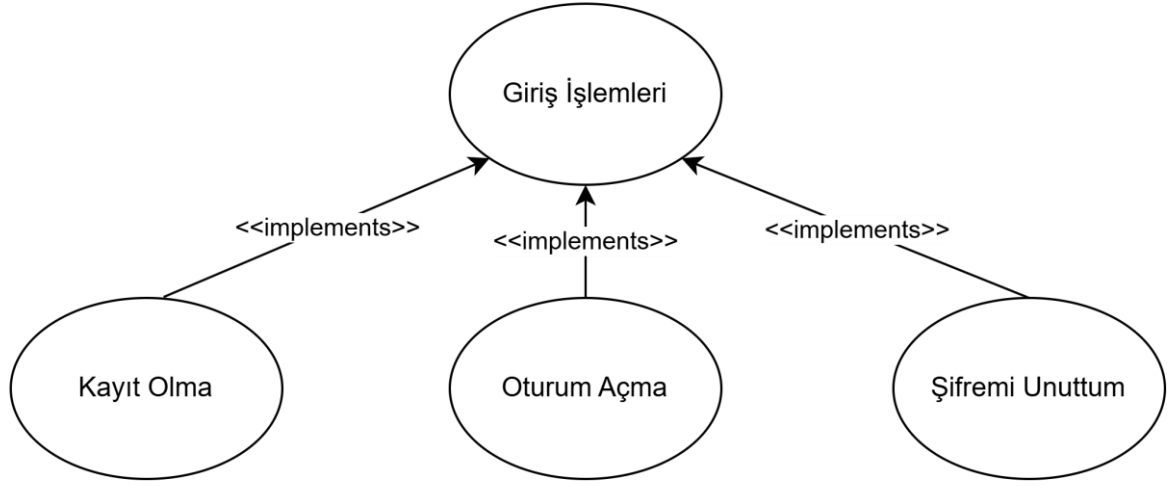 Giriş İşlemleri
<<implements>>
<<implements>>
<<implements>>
Kayıt Olma
Oturum Açma
Şifremi Unuttum